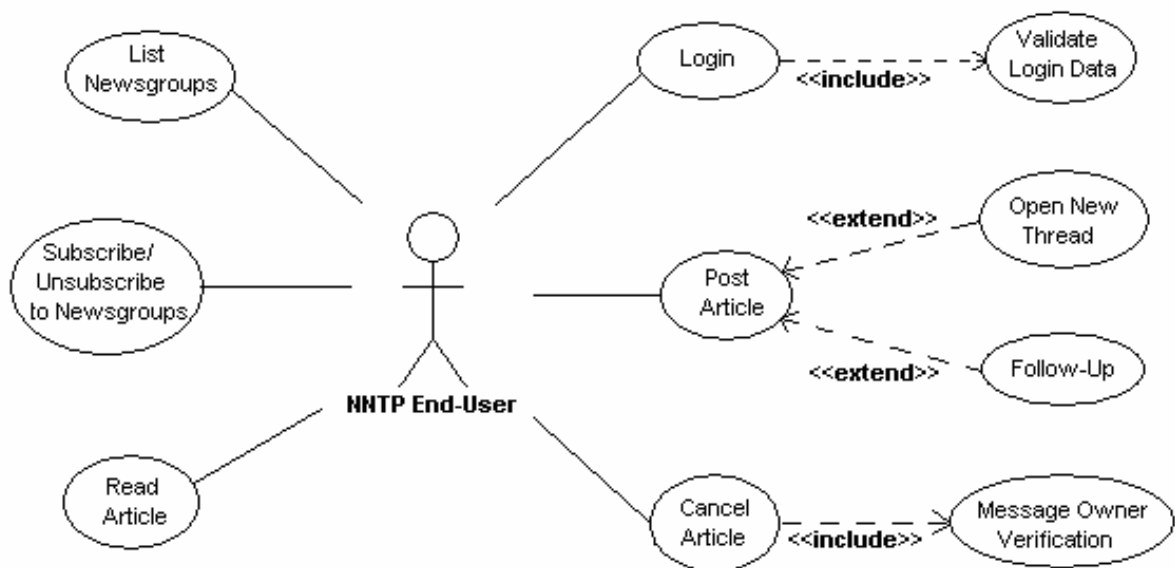 List
Newsgroups
Login
<<include>>
Validate
Login Data
Subscribe/
Unsubscribe
to Newsgroups
Post
Article
<<extend>>
Open New
Thread
<<extend>>
Follow-Up
NNTP End-User
Read
Article
Cancel
Article
<<include>>
Message Owner
Verification